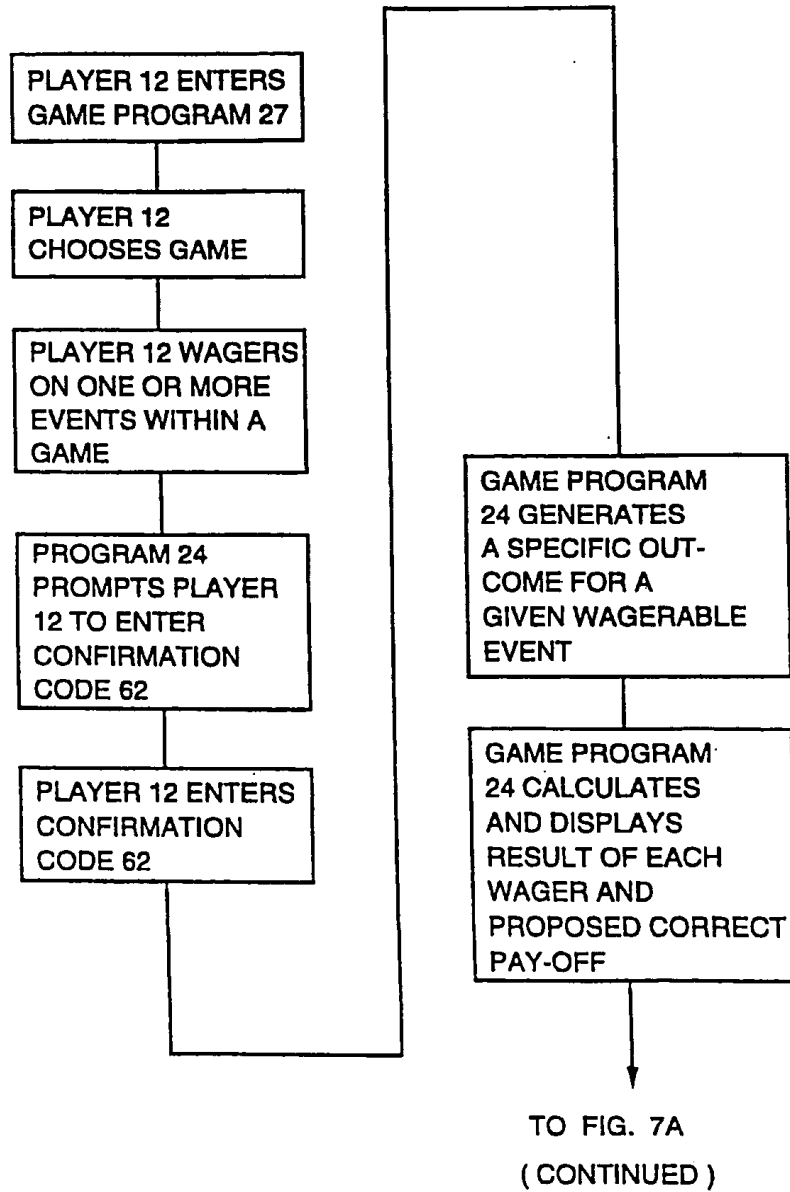 PLAYER 12 ENTERS
GAME PROGRAM 27
PLAYER 12
CHOOSES GAME
PLAYER 12 WAGERS
ON ONE OR MORE
EVENTS WITHIN A
GAME
PROGRAM 24
PROMPTS PLAYER
12 TO ENTER
CONFIRMATION
CODE 62
PLAYER 12 ENTERS
CONFIRMATION
CODE 62
GAME PROGRAM
24 GENERATES
A SPECIFIC OUT-
COME FOR A
GIVEN WAGERABLE
EVENT
GAME PROGRAM
24 CALCULATES
AND DISPLAYS
RESULT OF EACH
WAGER AND
PROPOSED CORRECT
PAY-OFF
TO FIG. 7A
( CONTINUED )